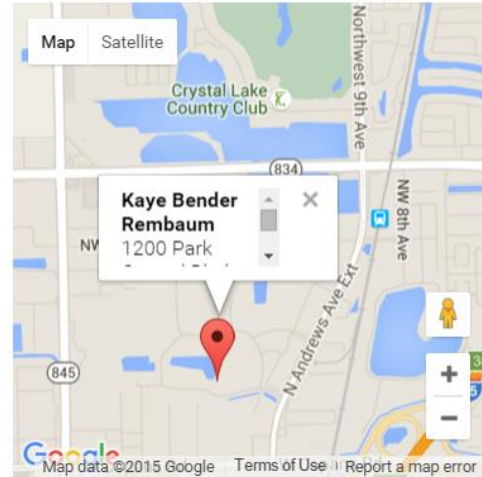 Map Satellite
Crystal Lake
Country Club
Northwest 9th Ave
834
NW 8th Ave
Kaye Bender
Rembaum
1200 Park
NW
N Andrews Ave Ext
845
Google
Map data ©2015 Google Terms of Use Report a map error